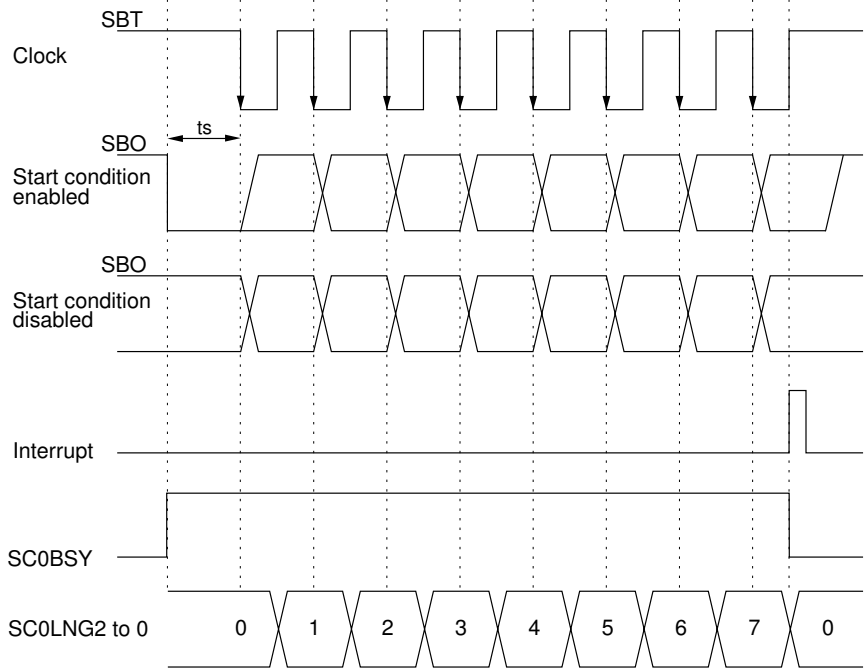 SBT
Clock
ts
SBO
Start condition
enabled
SBO
Start condition
disabled
Interrupt
SC0BSY
SC0LNG2 to 0
0 1 2 3 4 5 6 7 0